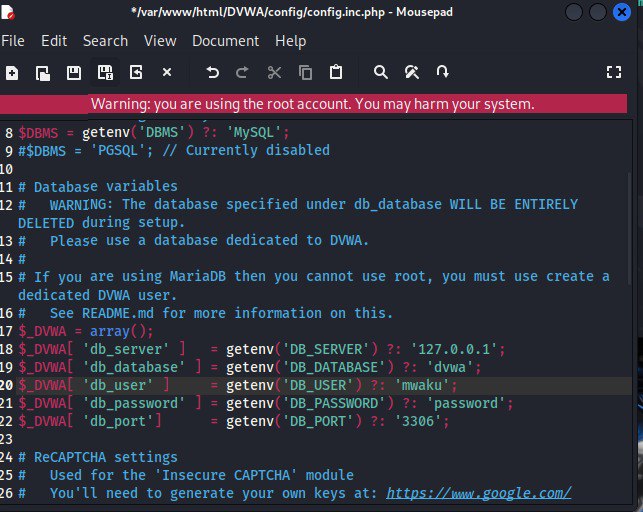 */var/www/html/DVWA/config/config.inc.php - Mousepad
File Edit Search View Document Help
Warning: you are using the root account. You may harm your system.
8 $DBMS = getenv('DBMS') ?: 'MySQL';
9 #$DBMS = 'PGSQL'; // Currently disabled
10
11 # Database variables
12 #   WARNING: The database specified under db_database WILL BE ENTIRELY
DELETED during setup.
13 #   Please use a database dedicated to DVWA.
14 #
15 # If you are using MariaDB then you cannot use root, you must use create a
dedicated DVWA user.
16 #   See README.md for more information on this.
17 $_DVWA = array();
18 $_DVWA[ 'db_server' ]   = getenv('DB_SERVER') ?: '127.0.0.1';
19 $_DVWA[ 'db_database' ] = getenv('DB_DATABASE') ?: 'dvwa';
20 $_DVWA[ 'db_user' ]     = getenv('DB_USER') ?: 'mwaku';
21 $_DVWA[ 'db_password' ] = getenv('DB_PASSWORD') ?: 'password';
22 $_DVWA[ 'db_port']      = getenv('DB_PORT') ?: '3306';
23
24 # ReCAPTCHA settings
25 #   Used for the 'Insecure CAPTCHA' module
26 #   You'll need to generate your own keys at: https://www.google.com/